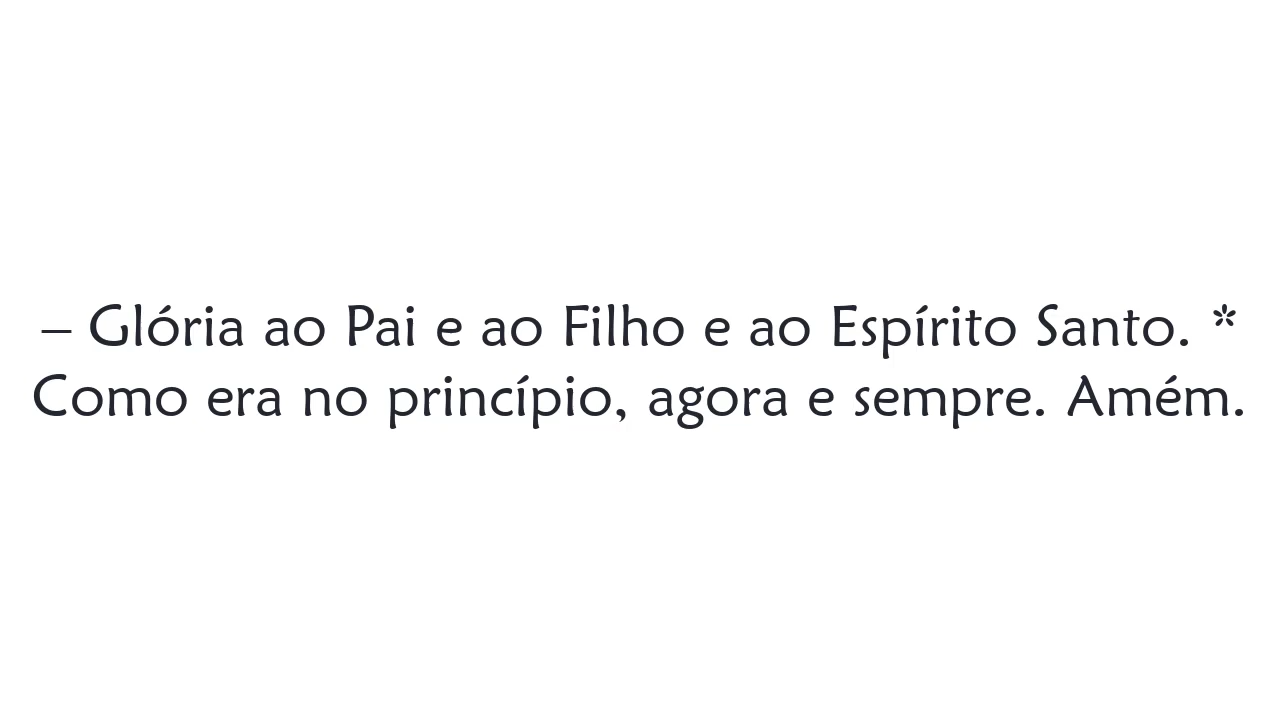 – Glória ao Pai e ao Filho e ao Espírito Santo. *
Como era no princípio, agora e sempre. Amém.